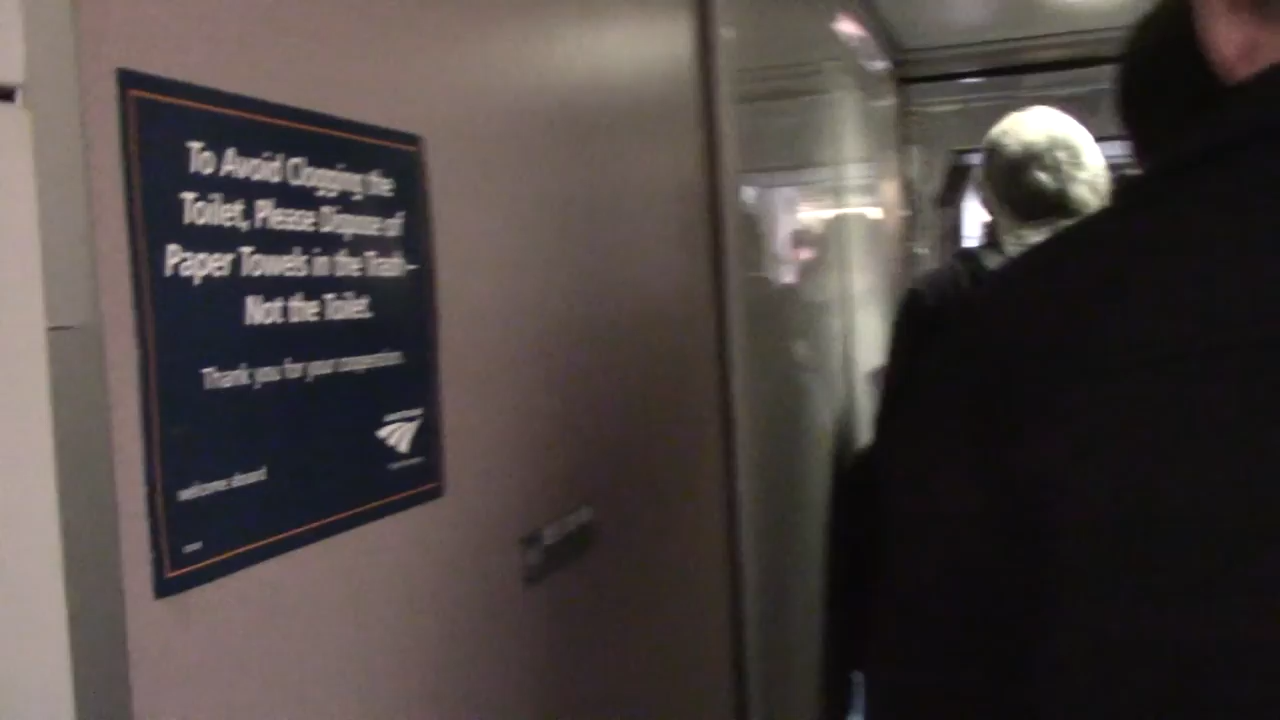 To Avoid Clogging the
Toilet, Please Dispose of
Paper Towels in the Trash–
Not the Toilet.
Thank you for your cooperation.
welcome aboard